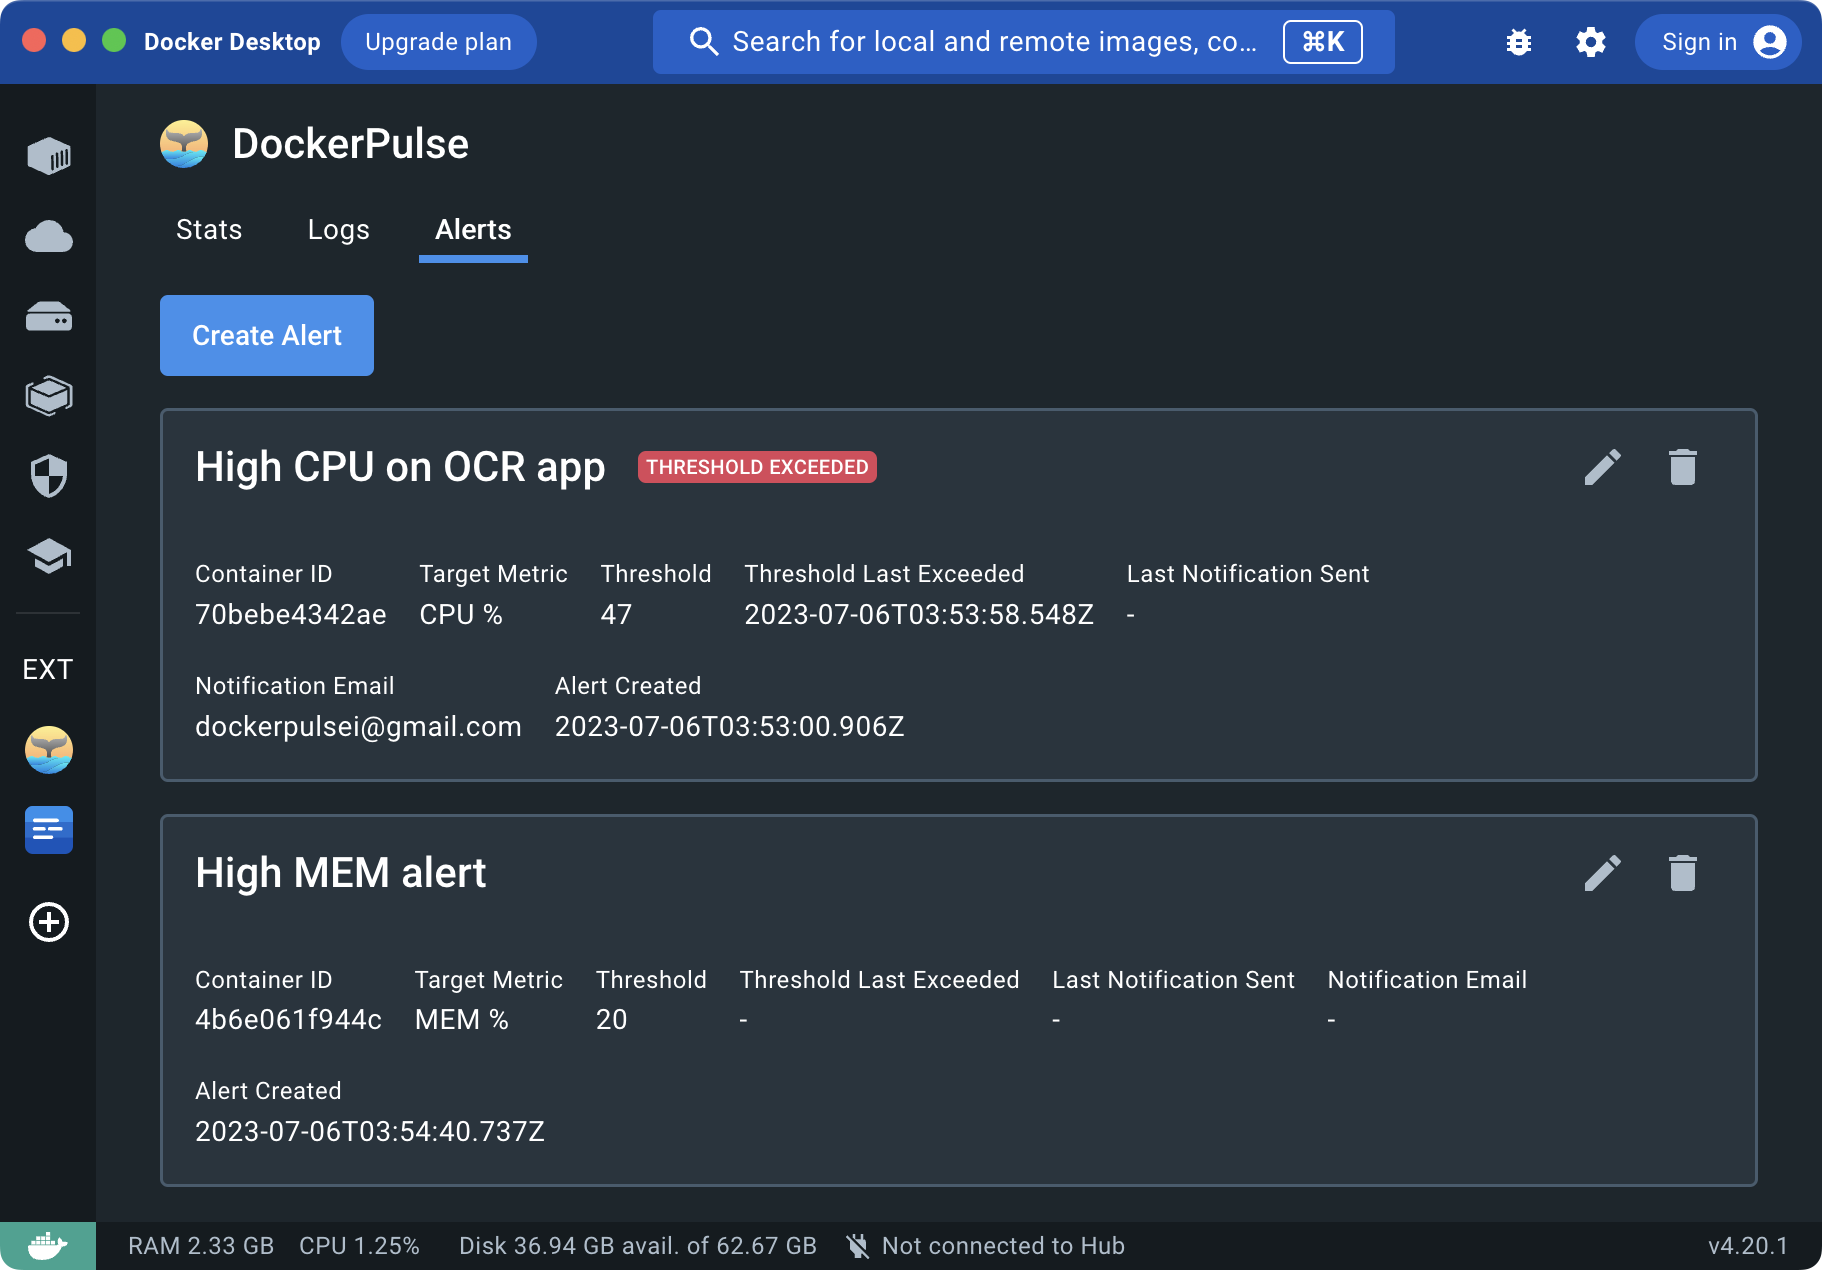 Docker Desktop Upgrade plan Search for local and remote images, co... ⌘K Sign in
DockerPulse
Stats Logs Alerts
Create Alert
High CPU on OCR app THRESHOLD EXCEEDED
Container ID Target Metric Threshold Threshold Last Exceeded Last Notification Sent
70bebe4342ae CPU % 47 2023-07-06T03:53:58.548Z -
Notification Email Alert Created
dockerpulsei@gmail.com 2023-07-06T03:53:00.906Z
EXT
High MEM alert
Container ID Target Metric Threshold Threshold Last Exceeded Last Notification Sent Notification Email
4b6e061f944c MEM % 20 - - -
Alert Created
2023-07-06T03:54:40.737Z
RAM 2.33 GB CPU 1.25% Disk 36.94 GB avail. of 62.67 GB Not connected to Hub v4.20.1